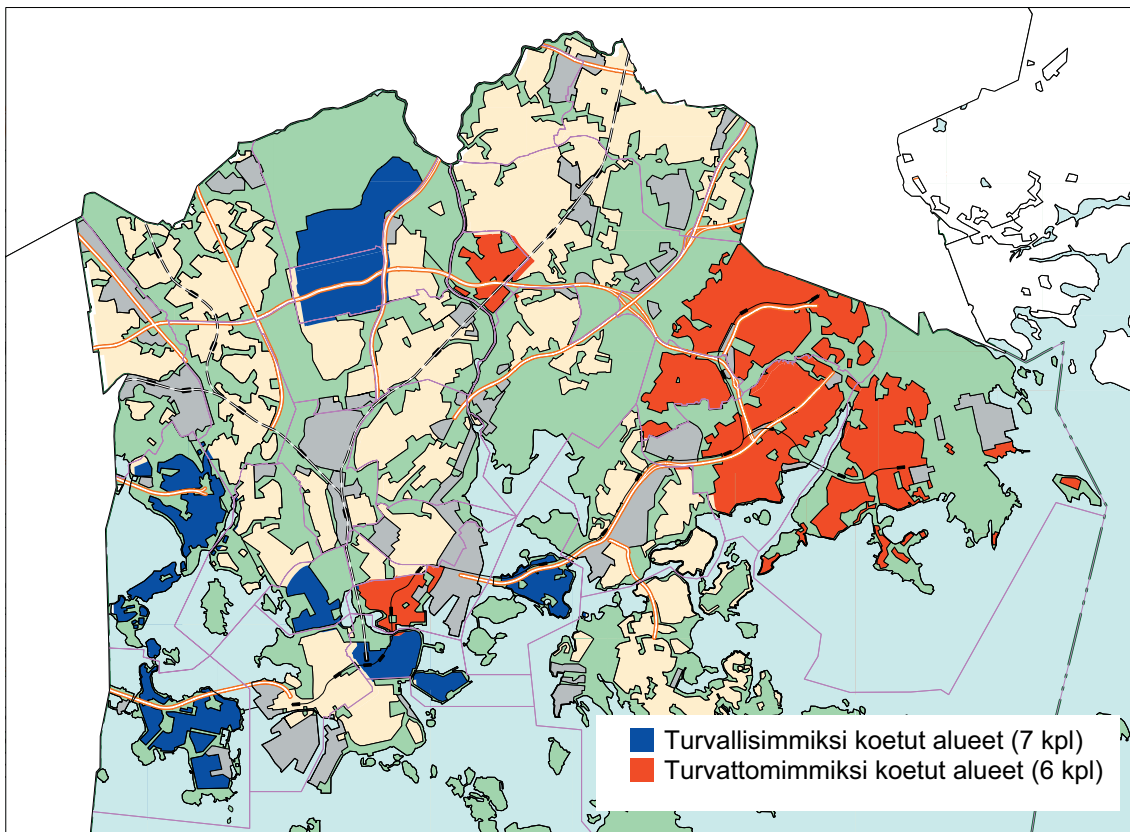 Turvallisimmiksi koetut alueet (7 kpl)
Turvattomimmiksi koetut alueet (6 kpl)